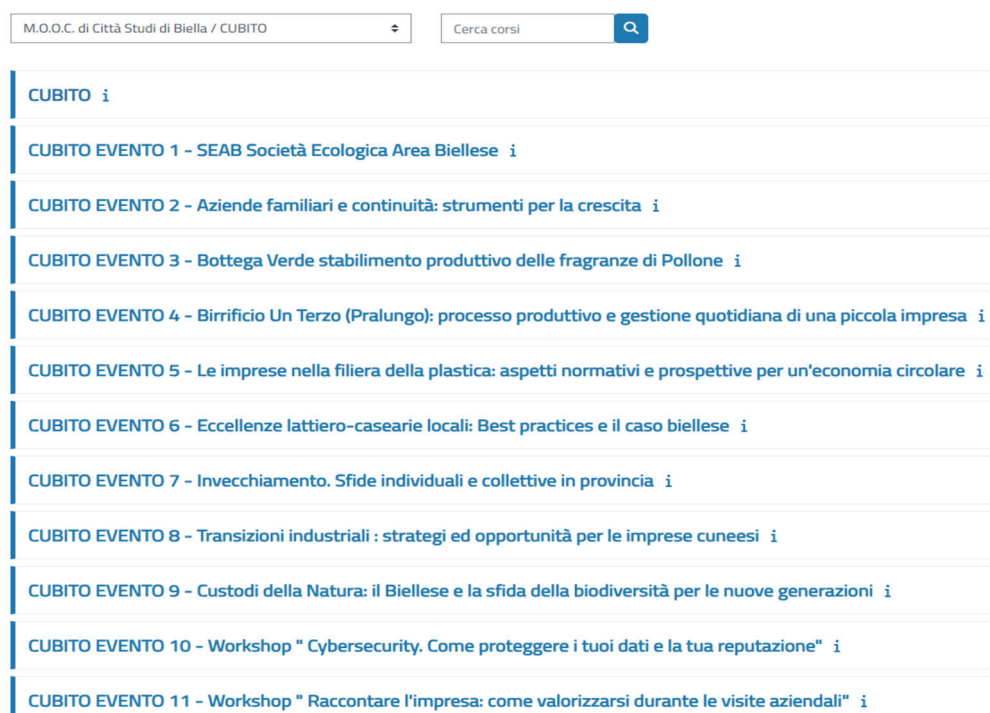 M.O.O.C. di Città Studi di Biella / CUBITO
Cerca corsi
CUBITO i
CUBITO EVENTO 1 - SEAB Società Ecologica Area Biellese i
CUBITO EVENTO 2 - Aziende familiari e continuità: strumenti per la crescita i
CUBITO EVENTO 3 - Bottega Verde stabilimento produttivo delle fragranze di Pollone i
CUBITO EVENTO 4 - Birrificio Un Terzo (Pralungo): processo produttivo e gestione quotidiana di una piccola impresa i
CUBITO EVENTO 5 - Le imprese nella filiera della plastica: aspetti normativi e prospettive per un'economia circolare i
CUBITO EVENTO 6 - Eccellenze lattiero-casearie locali: Best practices e il caso biellese i
CUBITO EVENTO 7 - Invecchiamento. Sfide individuali e collettive in provincia i
CUBITO EVENTO 8 - Transizioni industriali : strategi ed opportunità per le imprese cuneesi i
CUBITO EVENTO 9 - Custodi della Natura: il Biellese e la sfida della biodiversità per le nuove generazioni i
CUBITO EVENTO 10 - Workshop " Cybersecurity. Come proteggere i tuoi dati e la tua reputazione" i
CUBITO EVENTO 11 - Workshop " Raccontare l'impresa: come valorizzarsi durante le visite aziendali" i